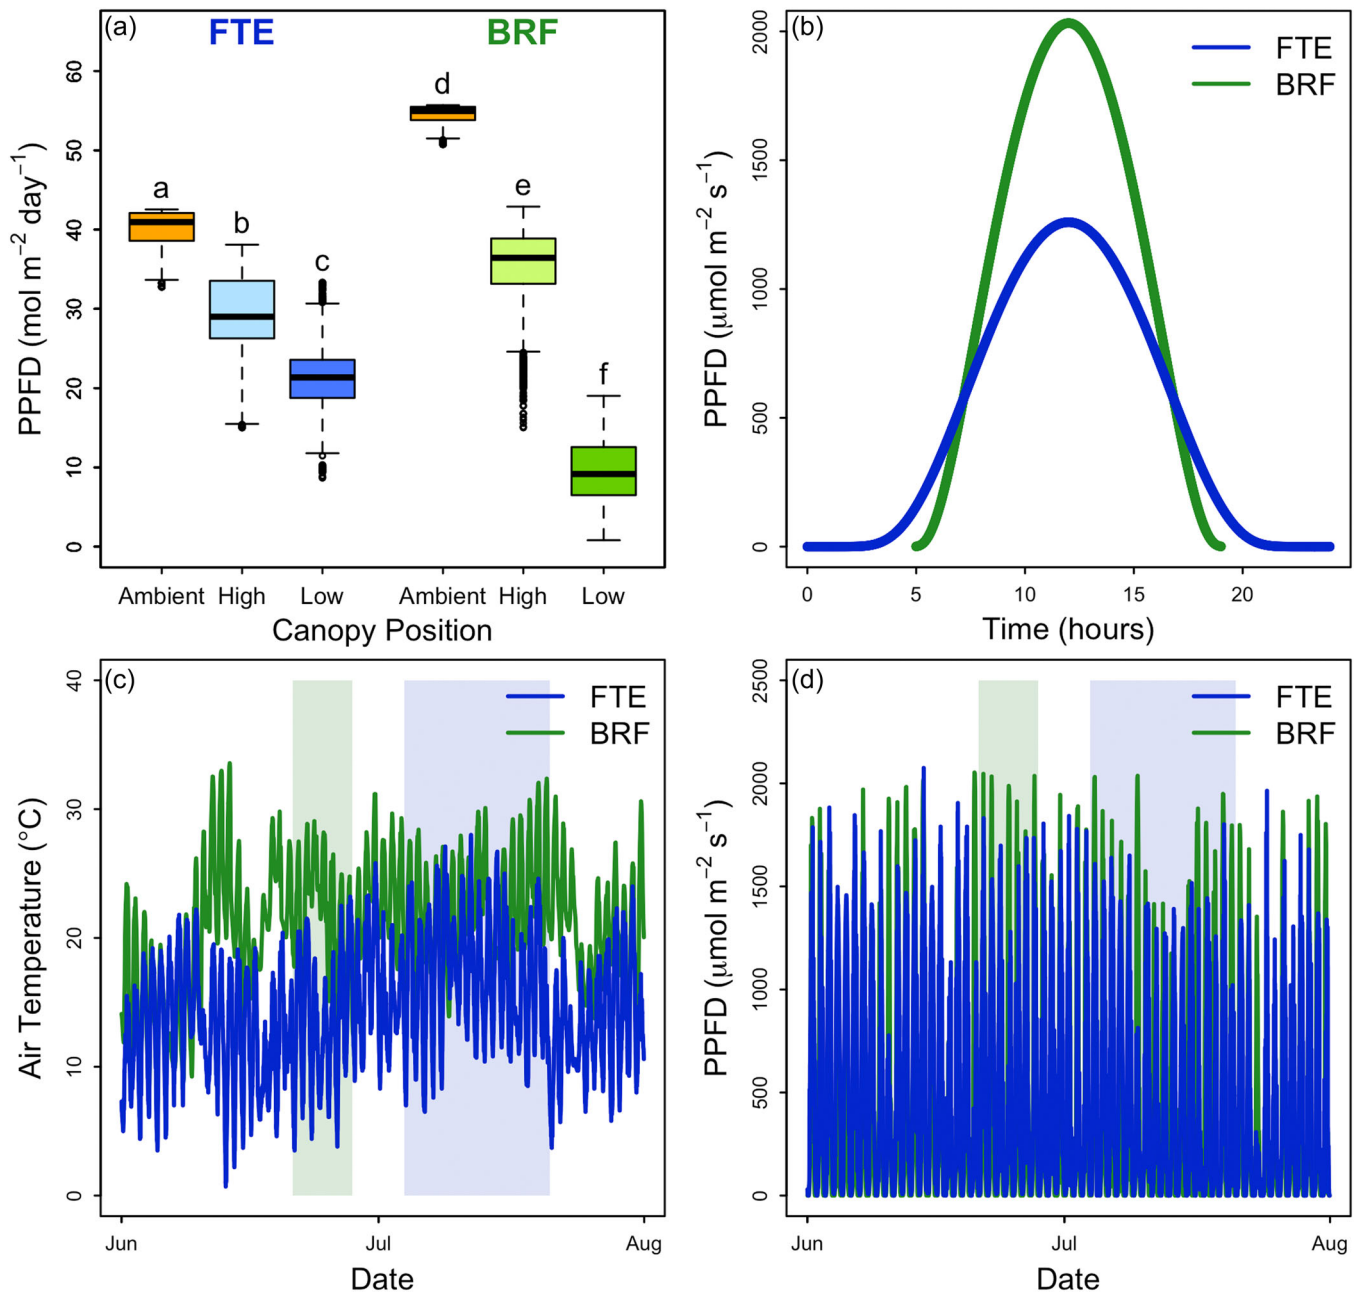 (a)
FTE
BRF
PPFD (mol m⁻² day⁻¹)
60
50
40
30
20
10
0
a
b
c
d
e
f
Ambient
High
Low
Ambient
High
Low
Canopy Position
(b)
FTE
BRF
PPFD (μmol m⁻² s⁻¹)
2000
1500
1000
500
0
0
5
10
15
20
Time (hours)
(c)
FTE
BRF
Air Temperature (°C)
40
30
20
10
0
Jun
Jul
Aug
Date
(d)
FTE
BRF
PPFD (μmol m⁻² s⁻¹)
2500
2000
1500
1000
500
0
Jun
Jul
Aug
Date